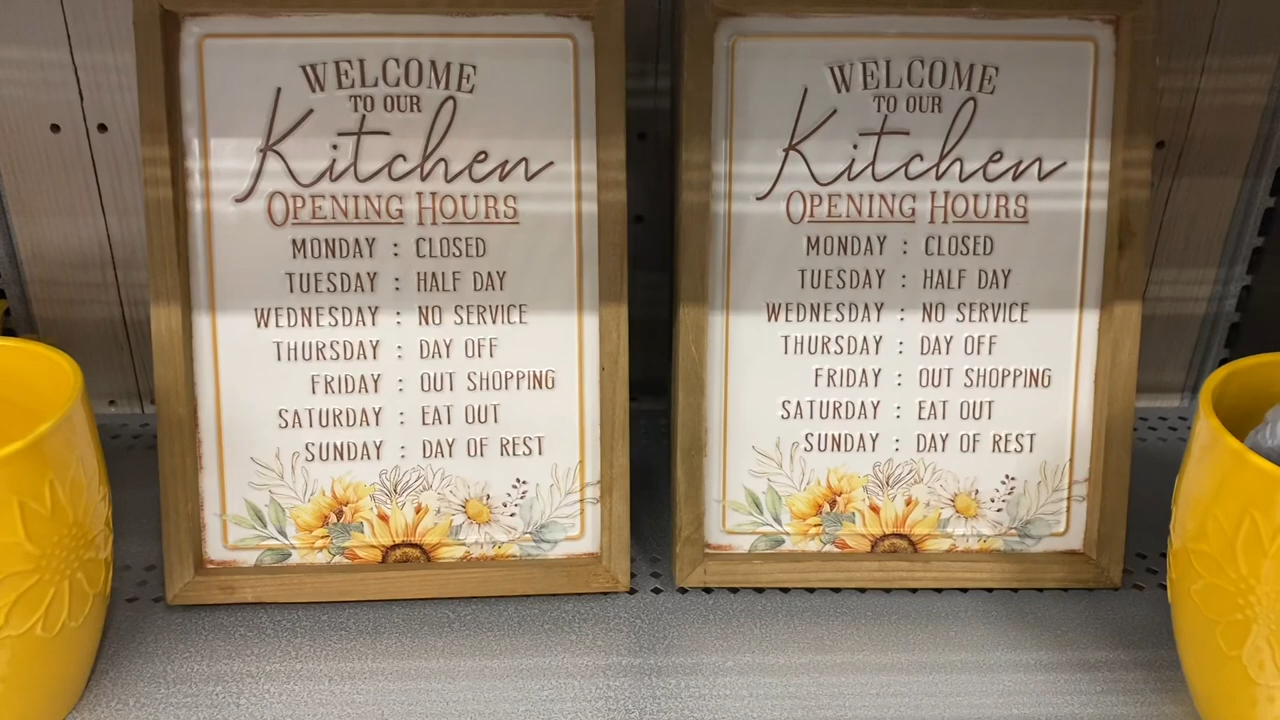 WELCOME
TO OUR
Kitchen
OPENING HOURS
MONDAY : CLOSED
TUESDAY : HALF DAY
WEDNESDAY : NO SERVICE
THURSDAY : DAY OFF
FRIDAY : OUT SHOPPING
SATURDAY : EAT OUT
SUNDAY : DAY OF REST
WELCOME
TO OUR
Kitchen
OPENING HOURS
MONDAY : CLOSED
TUESDAY : HALF DAY
WEDNESDAY : NO SERVICE
THURSDAY : DAY OFF
FRIDAY : OUT SHOPPING
SATURDAY : EAT OUT
SUNDAY : DAY OF REST